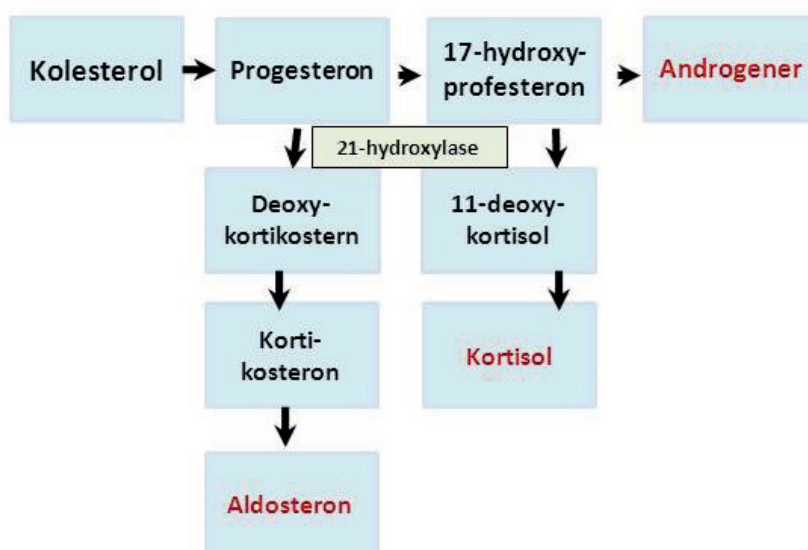 Kolesterol
Progesteron
17-hydroxy-
profesteron
Androgener
21-hydroxylase
Deoxy-
kortikostern
11-deoxy-
kortisol
Korti-
kosteron
Kortisol
Aldosteron